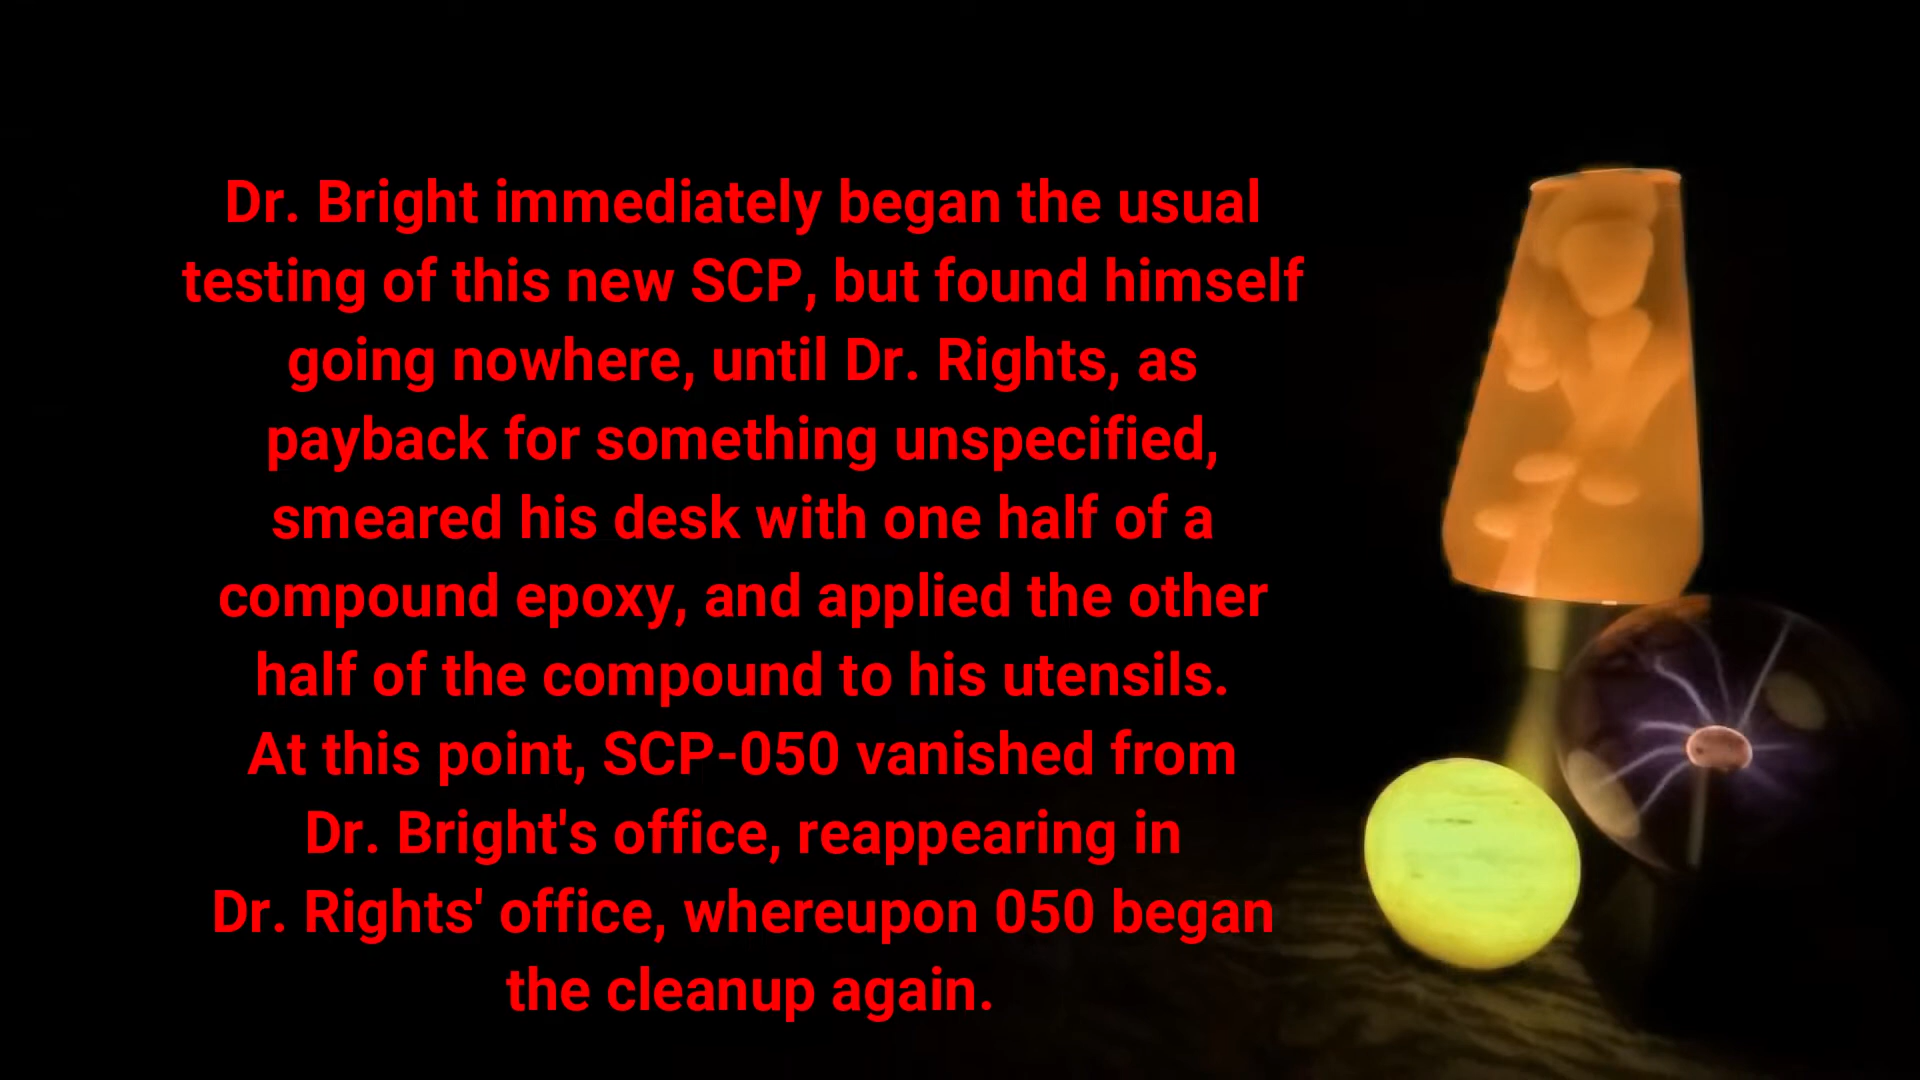 Dr. Bright immediately began the usual
testing of this new SCP, but found himself
going nowhere, until Dr. Rights, as
payback for something unspecified,
smeared his desk with one half of a
compound epoxy, and applied the other
half of the compound to his utensils.
At this point, SCP-050 vanished from
Dr. Bright's office, reappearing in
Dr. Rights' office, whereupon 050 began
the cleanup again.